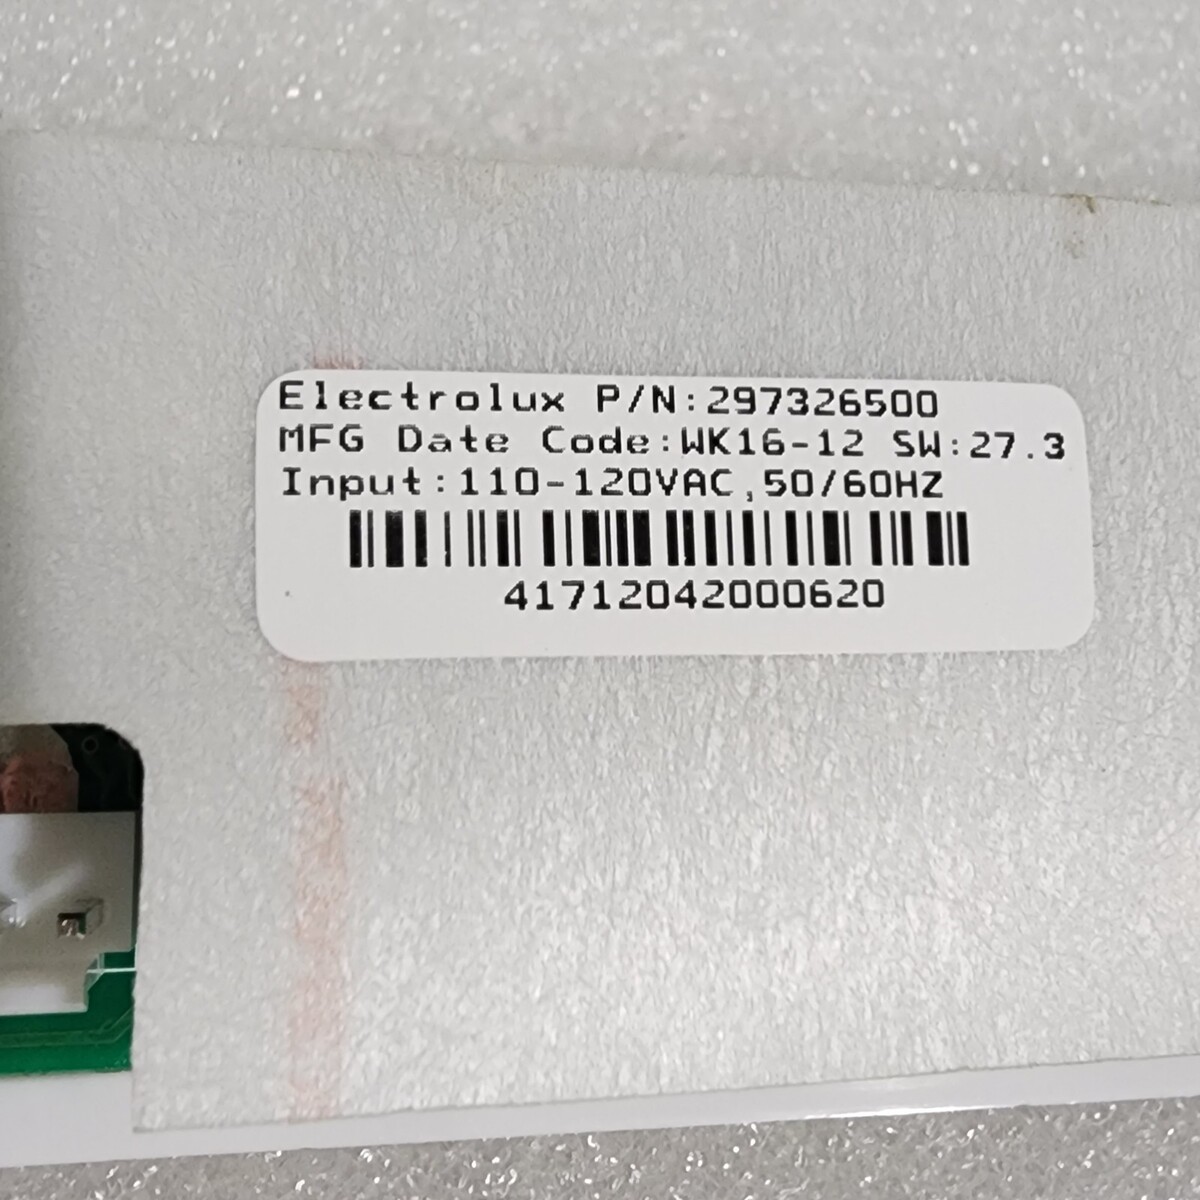 Electrolux P/N:297326500
MFG Date Code:WK16-12 SW:27.3
Input:110-120VAC,50/60HZ
41712042000620